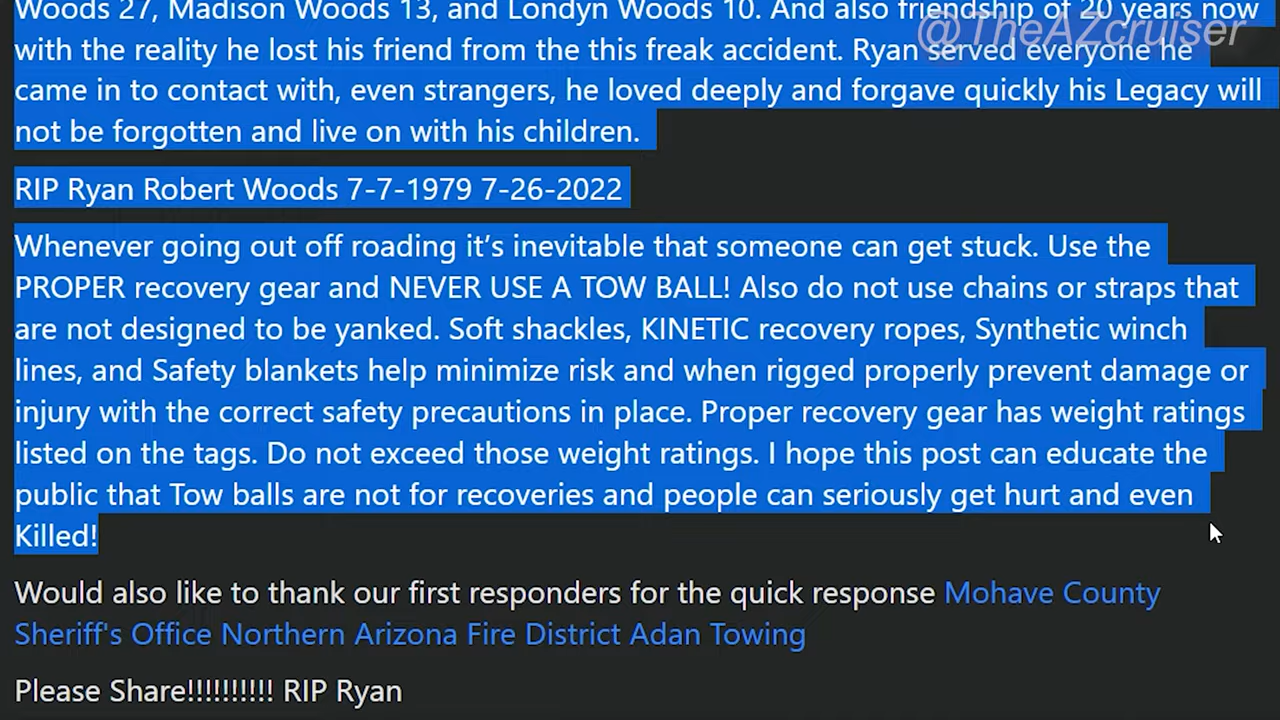 Woods 27, Madison Woods 13, and Londyn Woods 10. And also friendship of 20 years now
@TheAZcruiser
with the reality he lost his friend from the this freak accident. Ryan served everyone he
came in to contact with, even strangers, he loved deeply and forgave quickly his Legacy will
not be forgotten and live on with his children.
RIP Ryan Robert Woods 7-7-1979 7-26-2022
Whenever going out off roading it’s inevitable that someone can get stuck. Use the
PROPER recovery gear and NEVER USE A TOW BALL! Also do not use chains or straps that
are not designed to be yanked. Soft shackles, KINETIC recovery ropes, Synthetic winch
lines, and Safety blankets help minimize risk and when rigged properly prevent damage or
injury with the correct safety precautions in place. Proper recovery gear has weight ratings
listed on the tags. Do not exceed those weight ratings. I hope this post can educate the
public that Tow balls are not for recoveries and people can seriously get hurt and even
Killed!
Would also like to thank our first responders for the quick response Mohave County
Sheriff's Office Northern Arizona Fire District Adan Towing
Please Share!!!!!!!!!! RIP Ryan